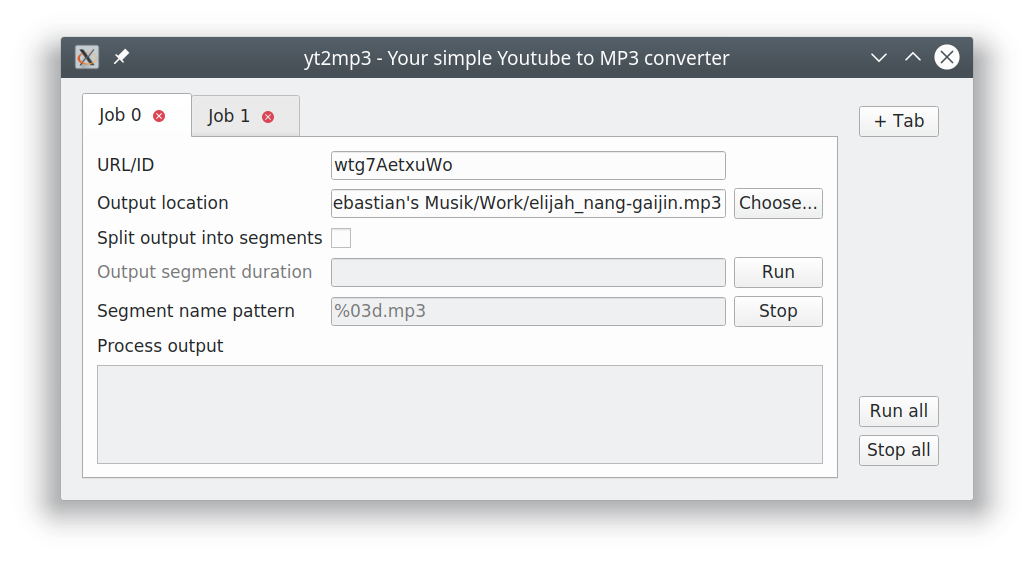 yt2mp3 - Your simple Youtube to MP3 converter
Job 0
Job 1
+ Tab
URL/ID
wtg7AetxuWo
Output location
ebastian's Musik/Work/elijah_nang-gaijin.mp3
Choose...
Split output into segments
Output segment duration
Run
Segment name pattern
%03d.mp3
Stop
Process output
Run all
Stop all